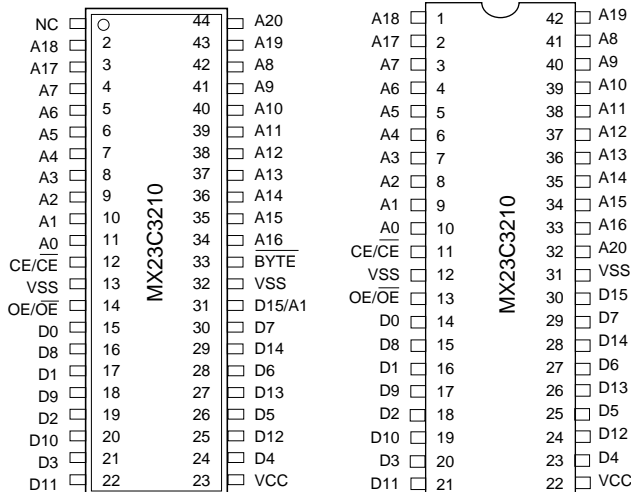 NC 44 A20
A18 2 43 A19
A17 3 42 A8
A7 4 41 A9
A6 5 40 A10
A5 6 39 A11
A4 7 38 A12
A3 8 37 A13
A2 9 36 A14
A1 10 35 A15
A0 11 34 A16
CE/C̅E̅ 12 33 B̅Y̅T̅E̅
VSS 13 32 VSS
OE/O̅E̅ 14 31 D15/A1
D0 15 30 D7
D8 16 29 D14
D1 17 28 D6
D9 18 27 D13
D2 19 26 D5
D10 20 25 D12
D3 21 24 D4
D11 22 23 VCC
MX23C3210
A18 1 42 A19
A17 2 41 A8
A7 3 40 A9
A6 4 39 A10
A5 5 38 A11
A4 6 37 A12
A3 7 36 A13
A2 8 35 A14
A1 9 34 A15
A0 10 33 A16
CE/C̅E̅ 11 32 A20
VSS 12 31 VSS
OE/O̅E̅ 13 30 D15
D0 14 29 D7
D8 15 28 D14
D1 16 27 D6
D9 17 26 D13
D2 18 25 D5
D10 19 24 D12
D3 20 23 D4
D11 21 22 VCC
MX23C3210